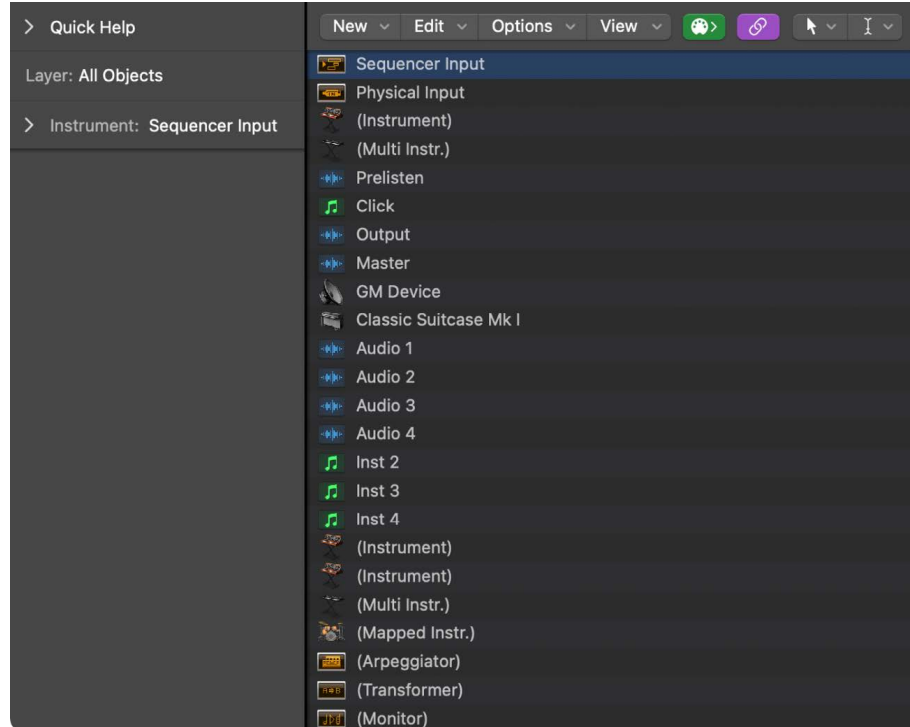 Quick Help
Layer: All Objects
Instrument: Sequencer Input
New Edit Options View
Sequencer Input
Physical Input
(Instrument)
(Multi Instr.)
Prelisten
Click
Output
Master
GM Device
Classic Suitcase Mk I
Audio 1
Audio 2
Audio 3
Audio 4
Inst 2
Inst 3
Inst 4
(Instrument)
(Instrument)
(Multi Instr.)
(Mapped Instr.)
(Arpeggiator)
(Transformer)
(Monitor)